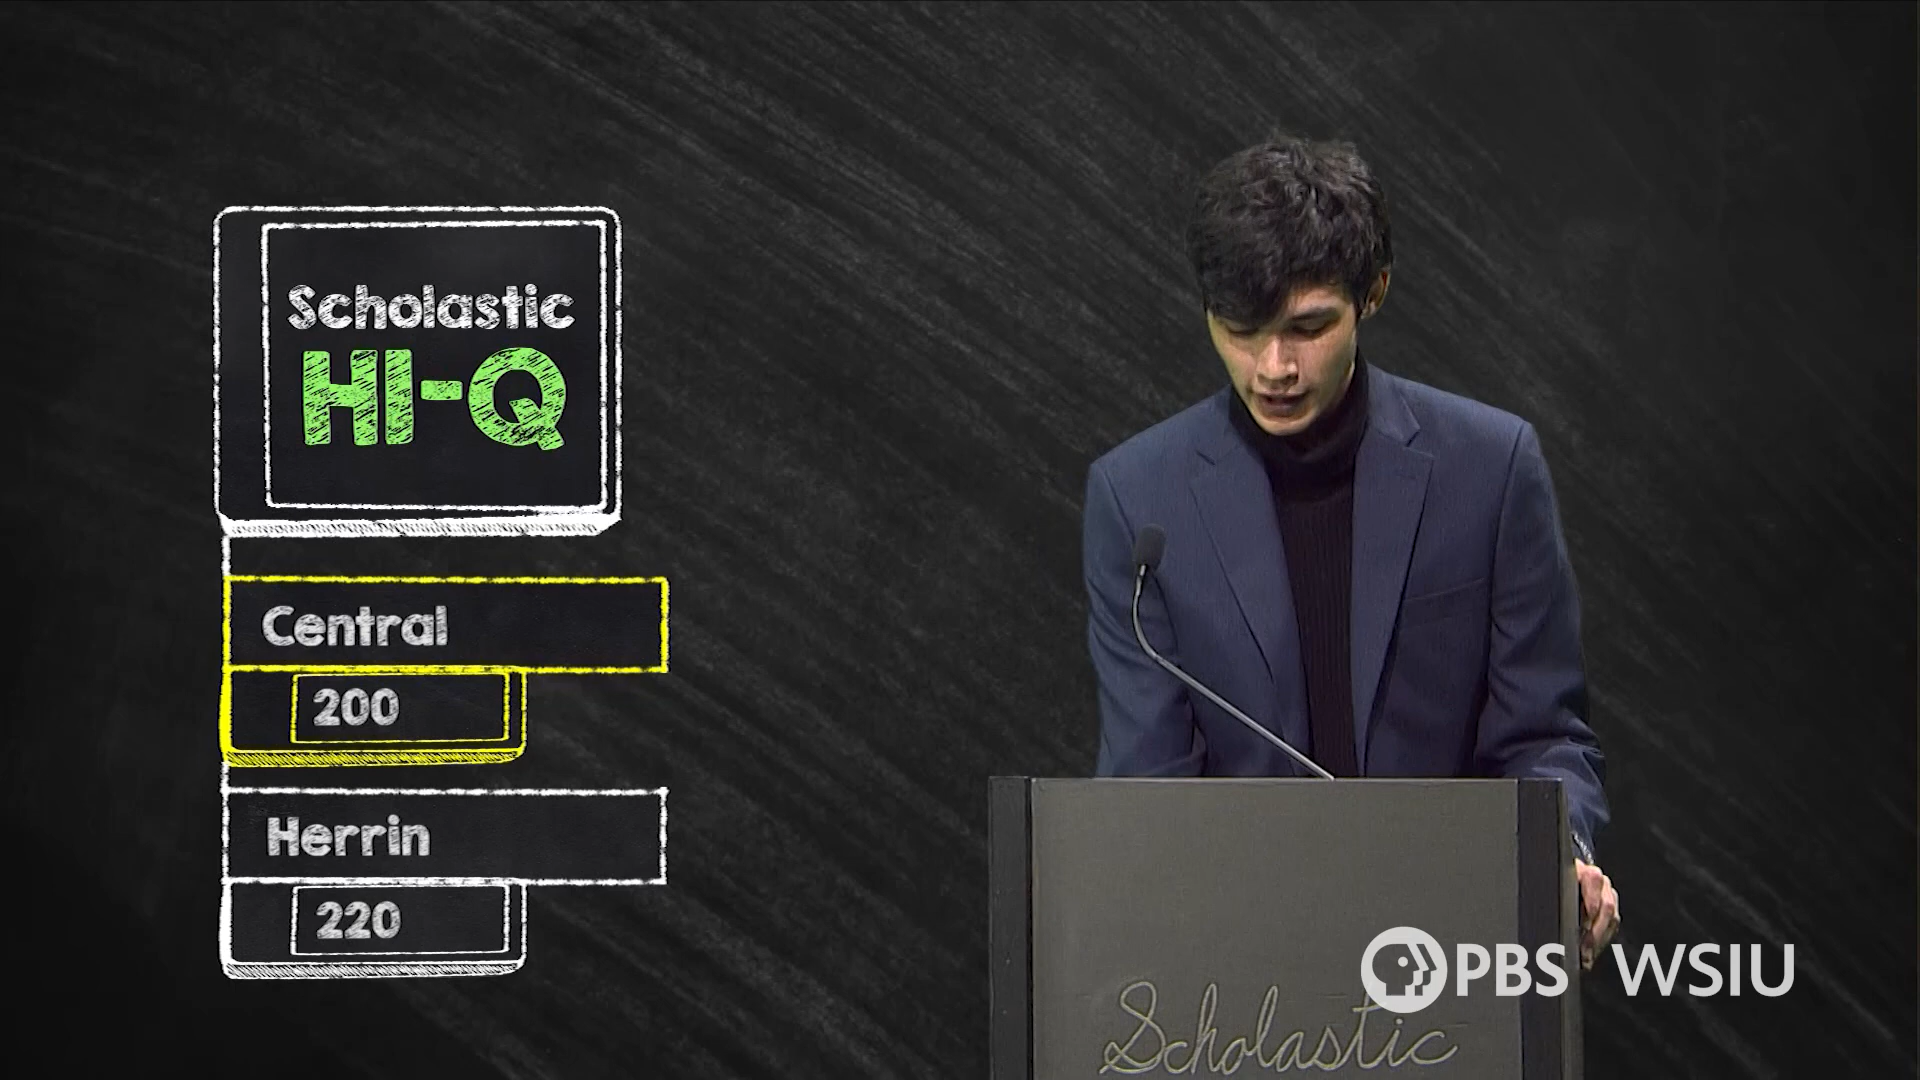 Scholastic
HI-Q
Central
200
Herrin
220
PBS WSIU
Scholastic